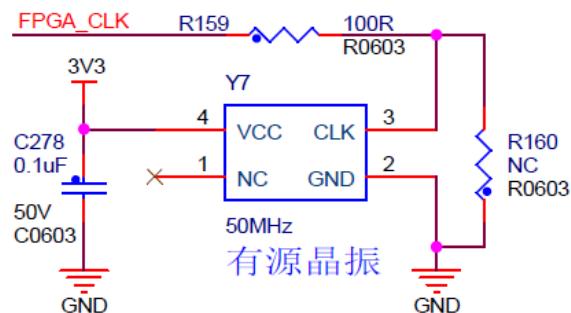 FPGA_CLK
R159
100R
R0603
3V3
Y7
4
VCC
CLK
3
C278
0.1uF
1
NC
GND
2
R160
NC
R0603
50V
C0603
50MHz
有源晶振
GND
GND